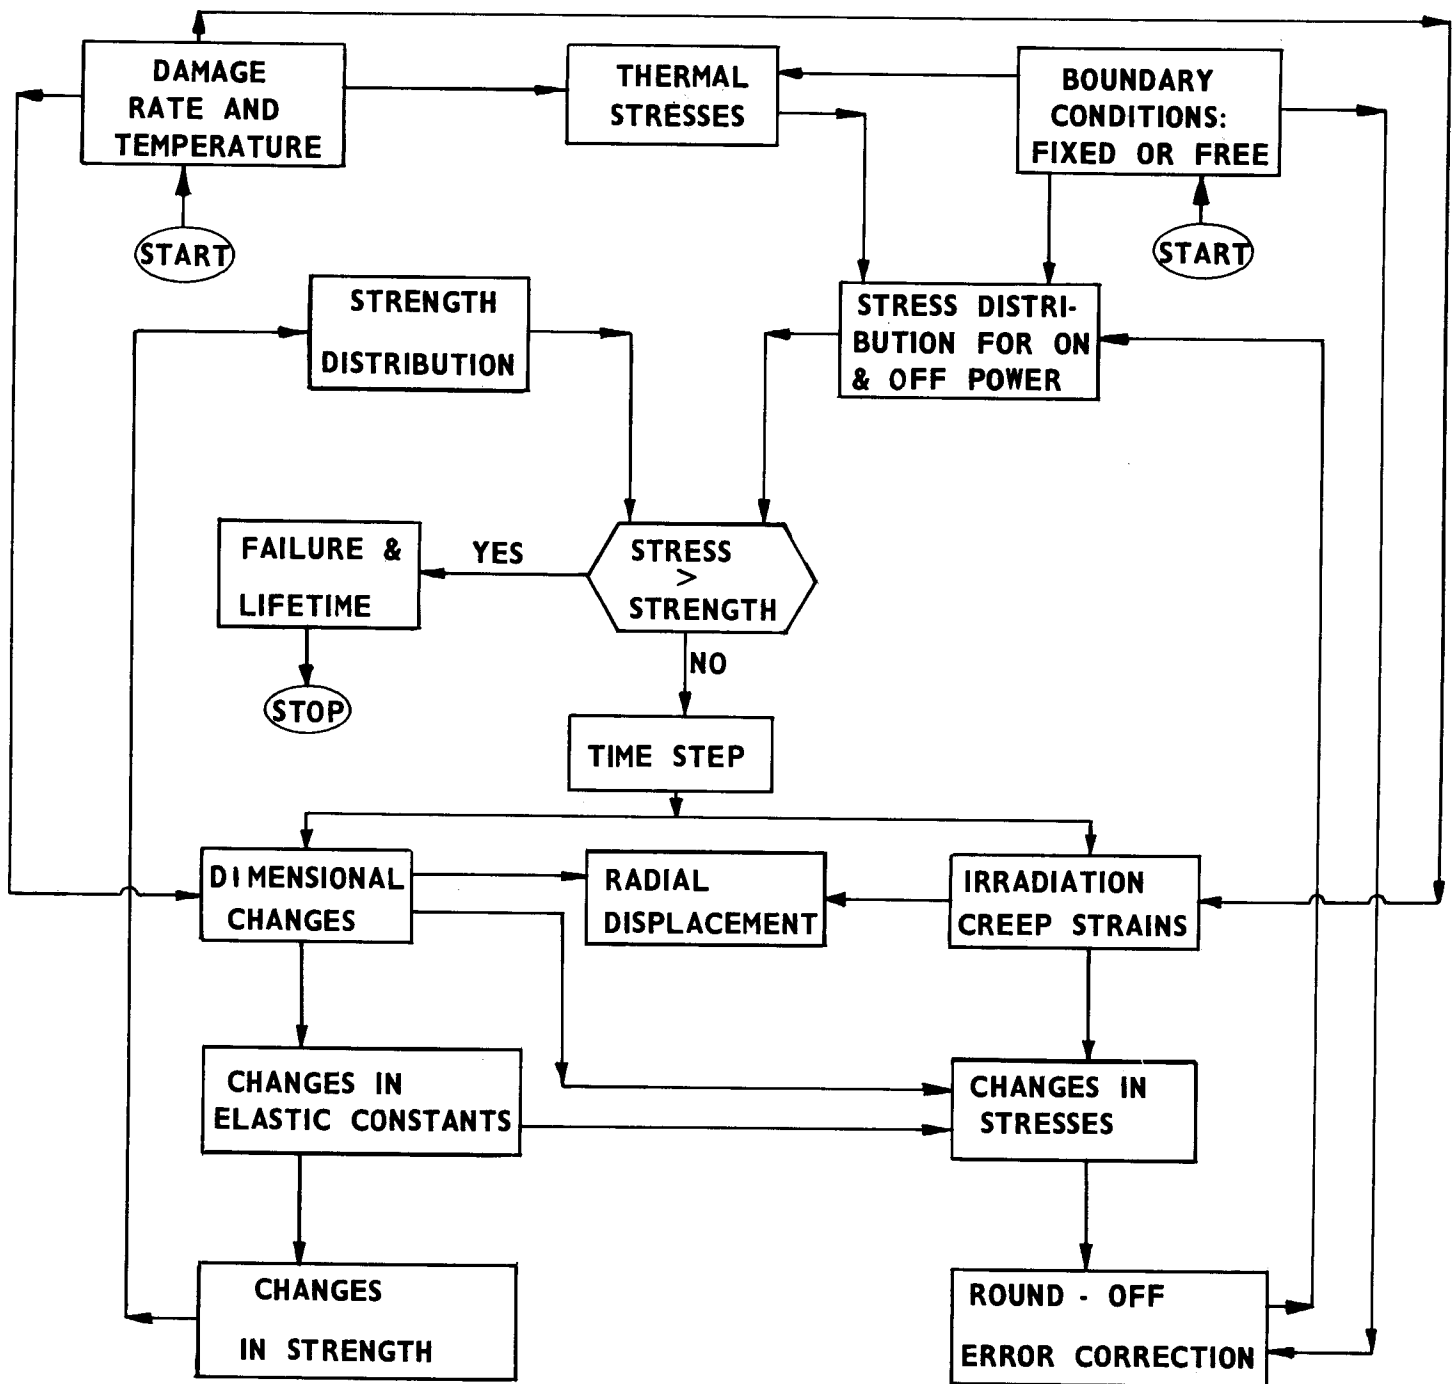 DAMAGE
RATE AND
TEMPERATURE
THERMAL
STRESSES
BOUNDARY
CONDITIONS:
FIXED OR FREE
START
START
STRENGTH
DISTRIBUTION
STRESS DISTRI-
BUTION FOR ON
& OFF POWER
FAILURE &
LIFETIME
YES
STRESS
>
STRENGTH
NO
STOP
TIME STEP
DIMENSIONAL
CHANGES
RADIAL
DISPLACEMENT
IRRADIATION
CREEP STRAINS
CHANGES IN
ELASTIC CONSTANTS
CHANGES IN
STRESSES
CHANGES
IN STRENGTH
ROUND - OFF
ERROR CORRECTION